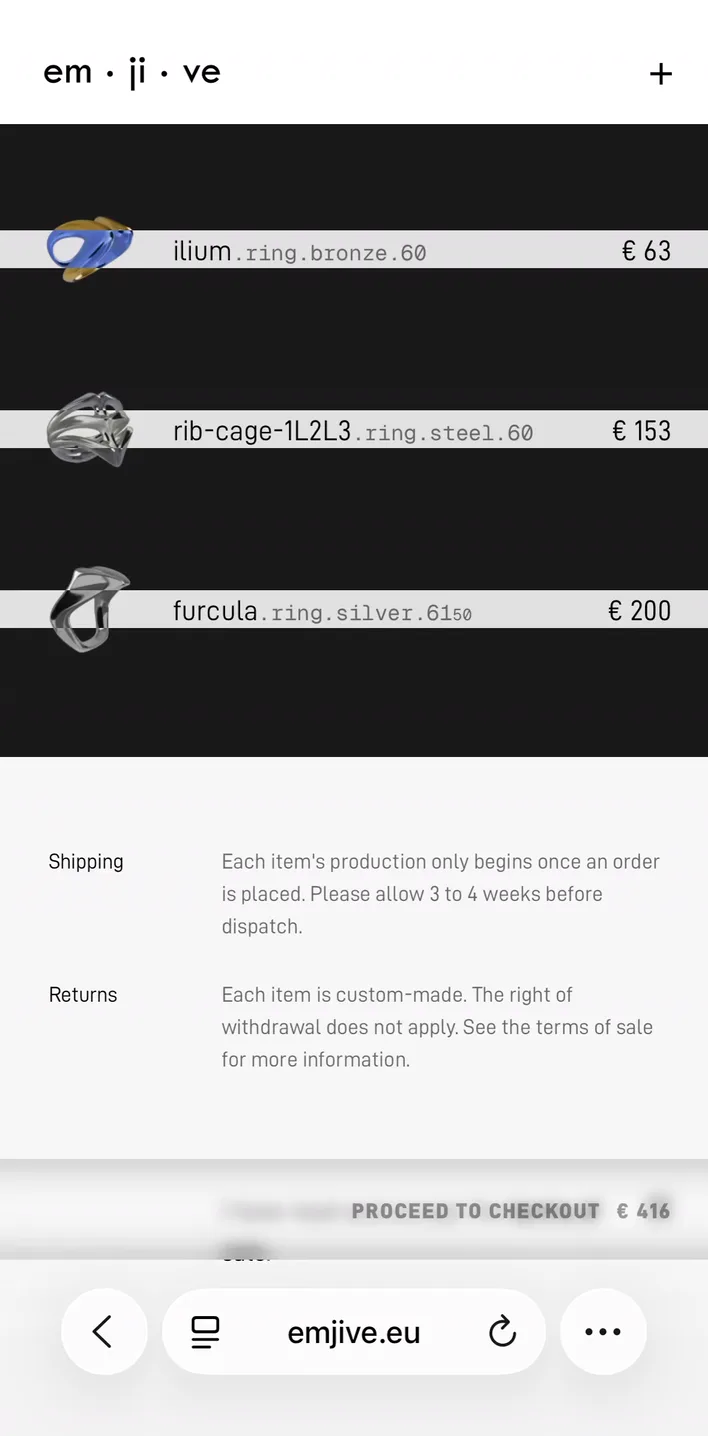 em · ji · ve +
ilium.ring.bronze.60 € 63
rib-cage-1L2L3.ring.steel.60 € 153
furcula.ring.silver.6150 € 200
Shipping Each item's production only begins once an order
is placed. Please allow 3 to 4 weeks before
dispatch.
Returns Each item is custom-made. The right of
withdrawal does not apply. See the terms of sale
for more information.
PROCEED TO CHECKOUT € 416
emjive.eu